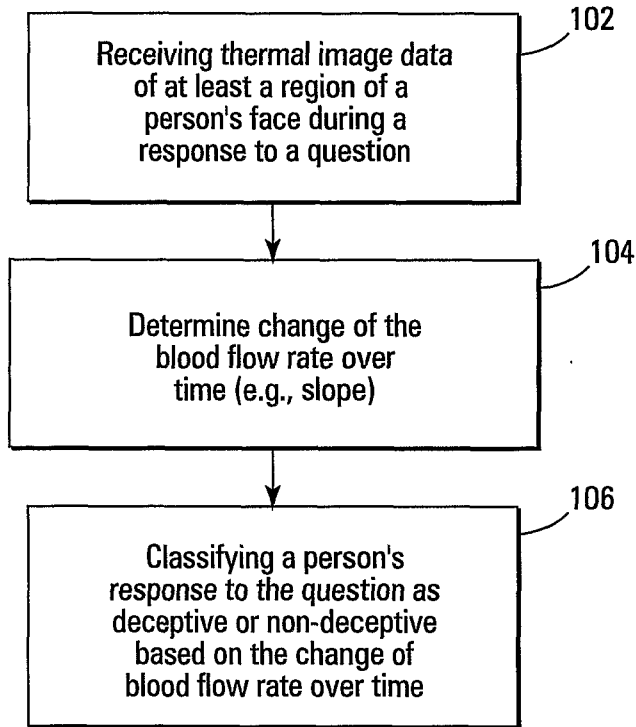 102
Receiving thermal image data
of at least a region of a
person's face during a
response to a question
104
Determine change of the
blood flow rate over
time (e.g., slope)
106
Classifying a person's
response to the question as
deceptive or non-deceptive
based on the change of
blood flow rate over time